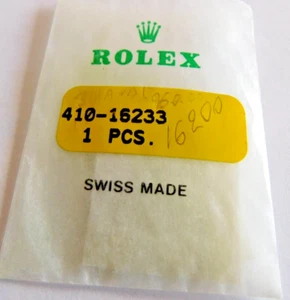 ROLEX
410-16233
1 PCS.
16200
SWISS MADE